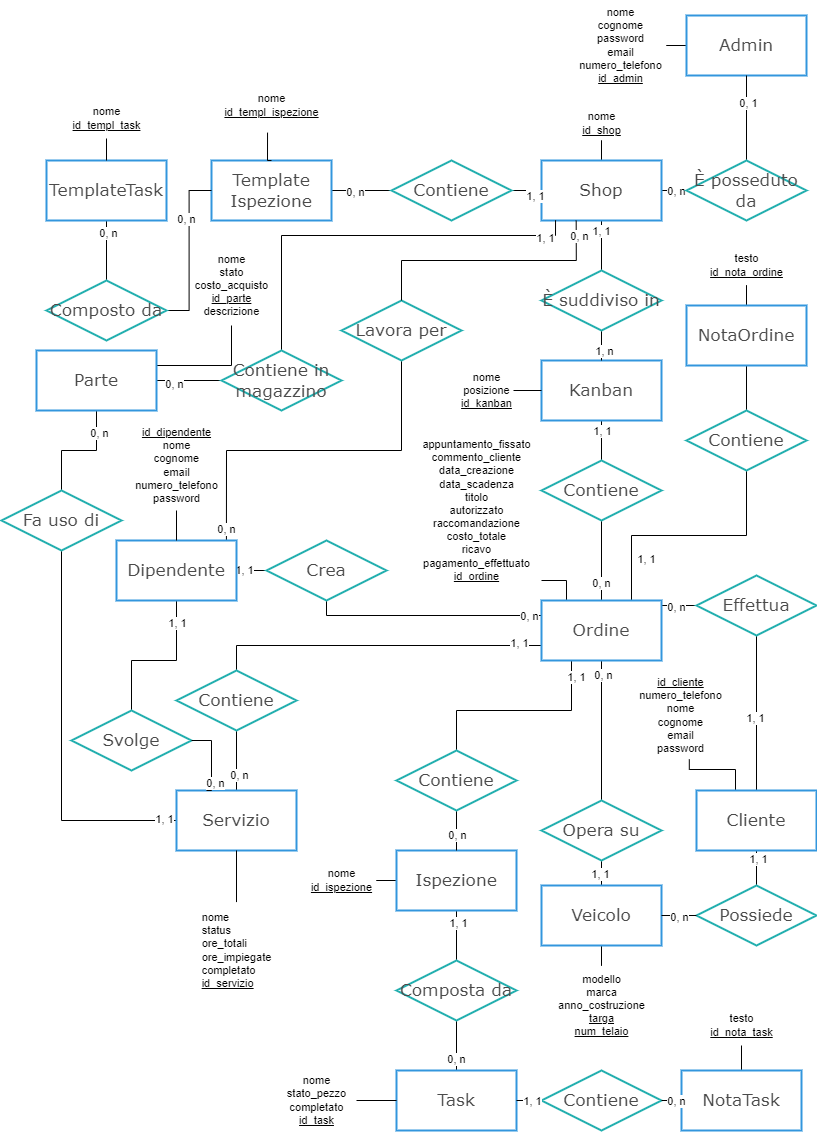 nome
cognome
password
email
numero_telefono
id_admin
Admin
0, 1
nome
id_templ_task
nome
id_templ_ispezione
nome
id_shop
TemplateTask
Template
Ispezione
0, n
Contiene
1, 1
Shop
0, n
È posseduto
da
0, n
0, n
1, 1
0, n
1, 1
Composto da
nome
stato
costo_acquisto
id_parte
descrizione
Lavora per
È suddiviso in
testo
id_nota_ordine
NotaOrdine
Parte
0, n
Contiene in
magazzino
1, n
nome
posizione
id_kanban
Kanban
0, n
1, 1
id_dipendente
nome
cognome
email
numero_telefono
password
appuntamento_fissato
commento_cliente
data_creazione
data_scadenza
titolo
autorizzato
raccomandazione
costo_totale
ricavo
pagamento_effettuato
id_ordine
Contiene
Contiene
Fa uso di
0, n
Dipendente
1, 1
Crea
0, n
1, 1
0, n
Ordine
0, n
Effettua
1, 1
1, 1
1, 1
0, n
Contiene
id_cliente
numero_telefono
nome
cognome
email
password
1, 1
Svolge
0, n
0, n
Contiene
1, 1
Servizio
0, n
Opera su
Cliente
1, 1
1, 1
nome
id_ispezione
Ispezione
Veicolo
0, n
Possiede
nome
status
ore_totali
ore_impiegate
completato
id_servizio
1, 1
Composta da
modello
marca
anno_costruzione
targa
num_telaio
testo
id_nota_task
0, n
nome
stato_pezzo
completato
id_task
Task
1, 1
Contiene
0, n
NotaTask